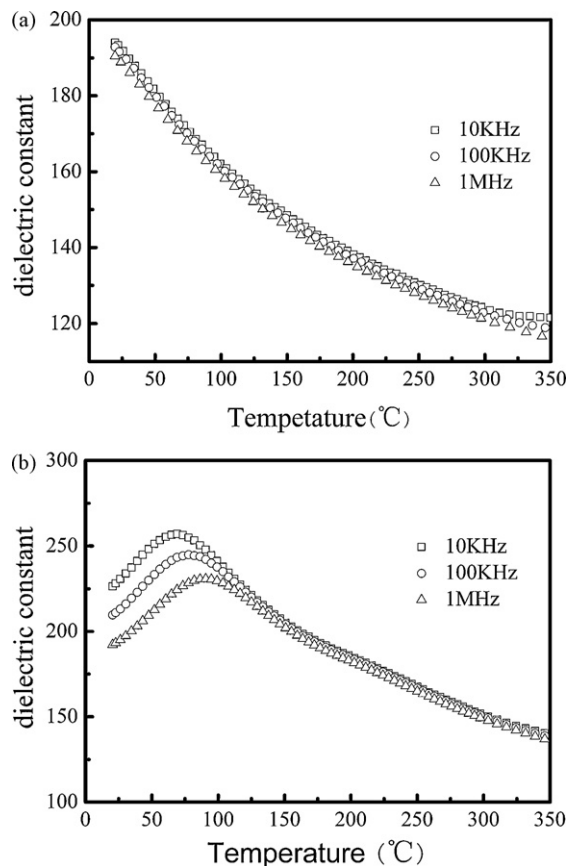 (a)
200
180
160
140
120
dielectric constant
10KHz
100KHz
1MHz
0 50 100 150 200 250 300 350
Tempetature(℃)
(b)
300
250
200
150
100
dielectric constant
10KHz
100KHz
1MHz
0 50 100 150 200 250 300 350
Temperature (℃)